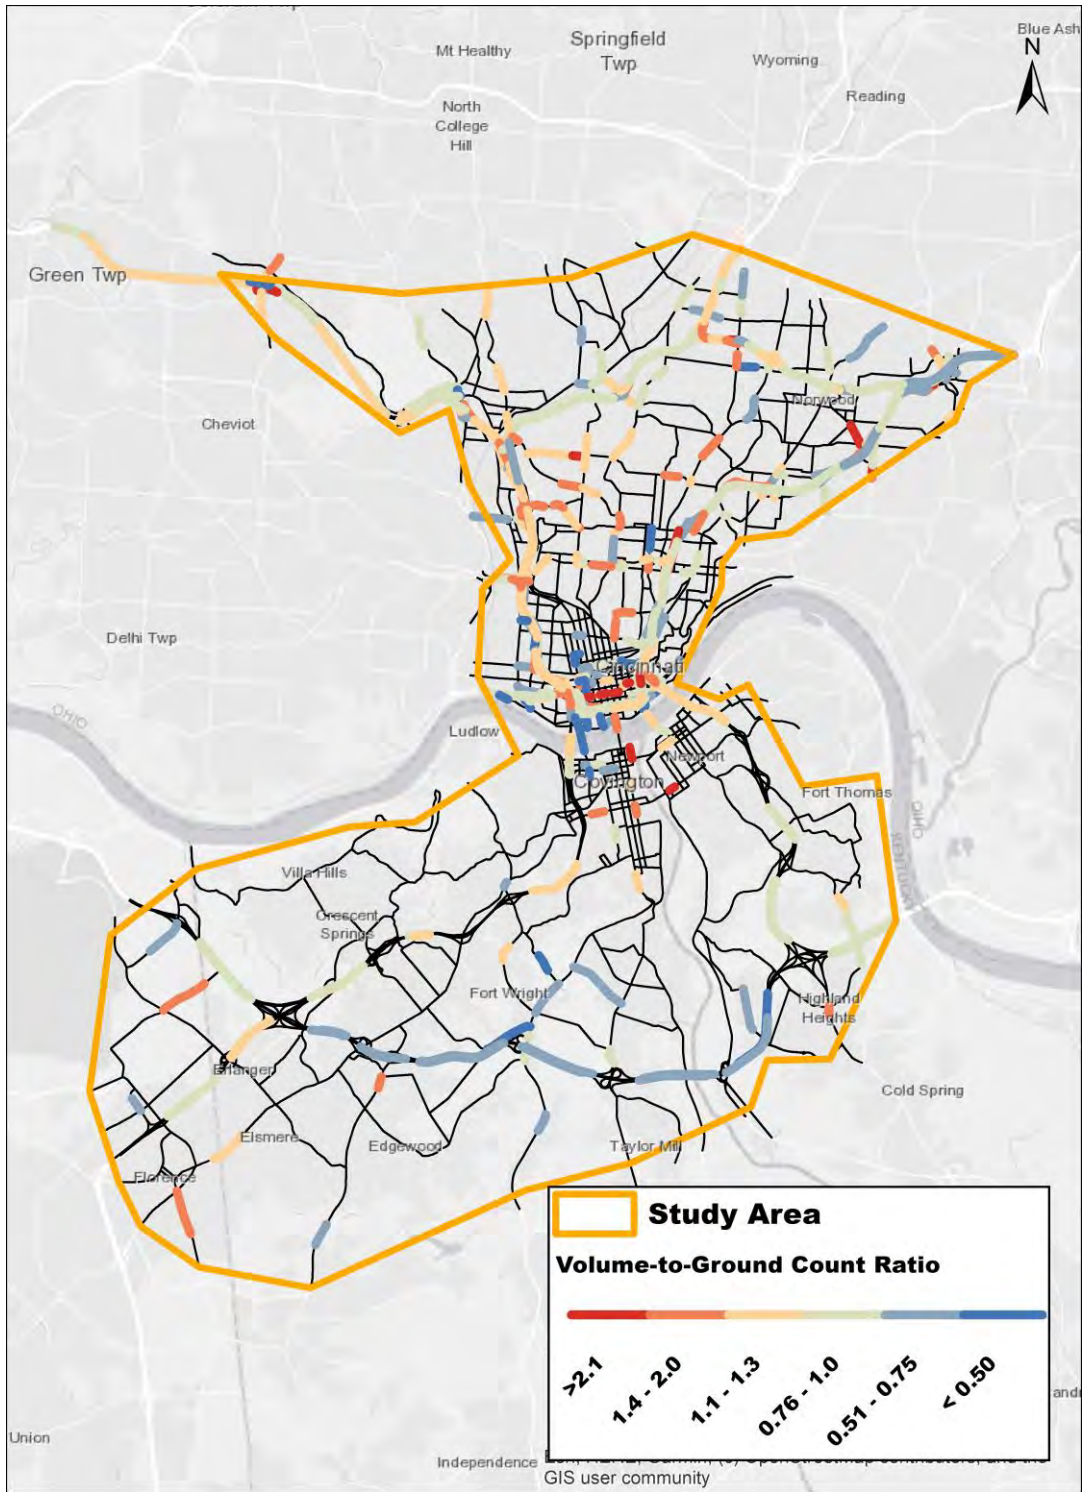 Mt Healthy
Springfield
Twp
Wyoming
Blue Ash
N
Reading
North
College
Hill
Green Twp
Norwood
Cheviot
Delhi Twp
Cincinnati
OHIO
Ludlow
Newport
Covington
Fort Thomas
OHIO
KENTUCKY
Villa Hills
Crescent
Springs
Fort Wright
Highland
Heights
Erlanger
Cold Spring
Elsmere
Edgewood
Taylor Mill
Florence
Study Area
Volume-to-Ground Count Ratio
>2.1
1.4 - 2.0
1.1 - 1.3
0.76 - 1.0
0.51 - 0.75
< 0.50
Union
Independence
GIS user community